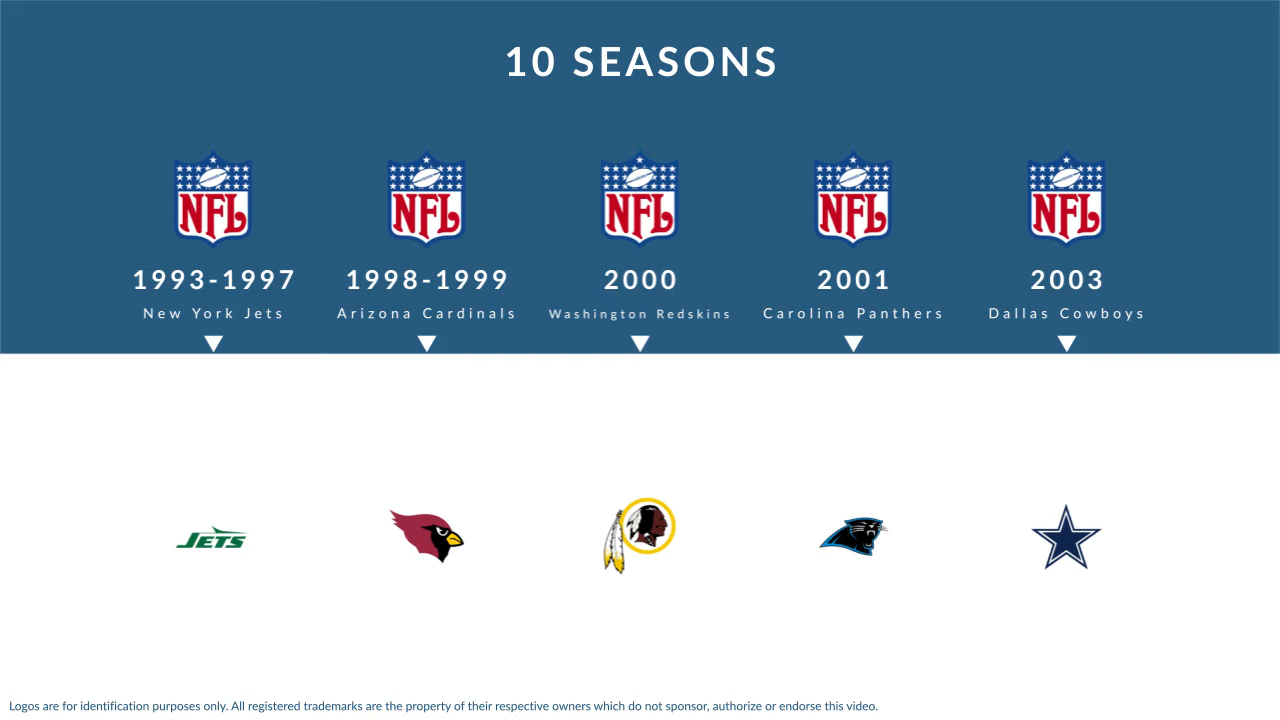 10 SEASONS
NFL NFL NFL NFL NFL
1993-1997 1998-1999 2000 2001 2003
New York Jets Arizona Cardinals Washington Redskins Carolina Panthers Dallas Cowboys
JETS
Logos are for identification purposes only. All registered trademarks are the property of their respective owners which do not sponsor, authorize or endorse this video.